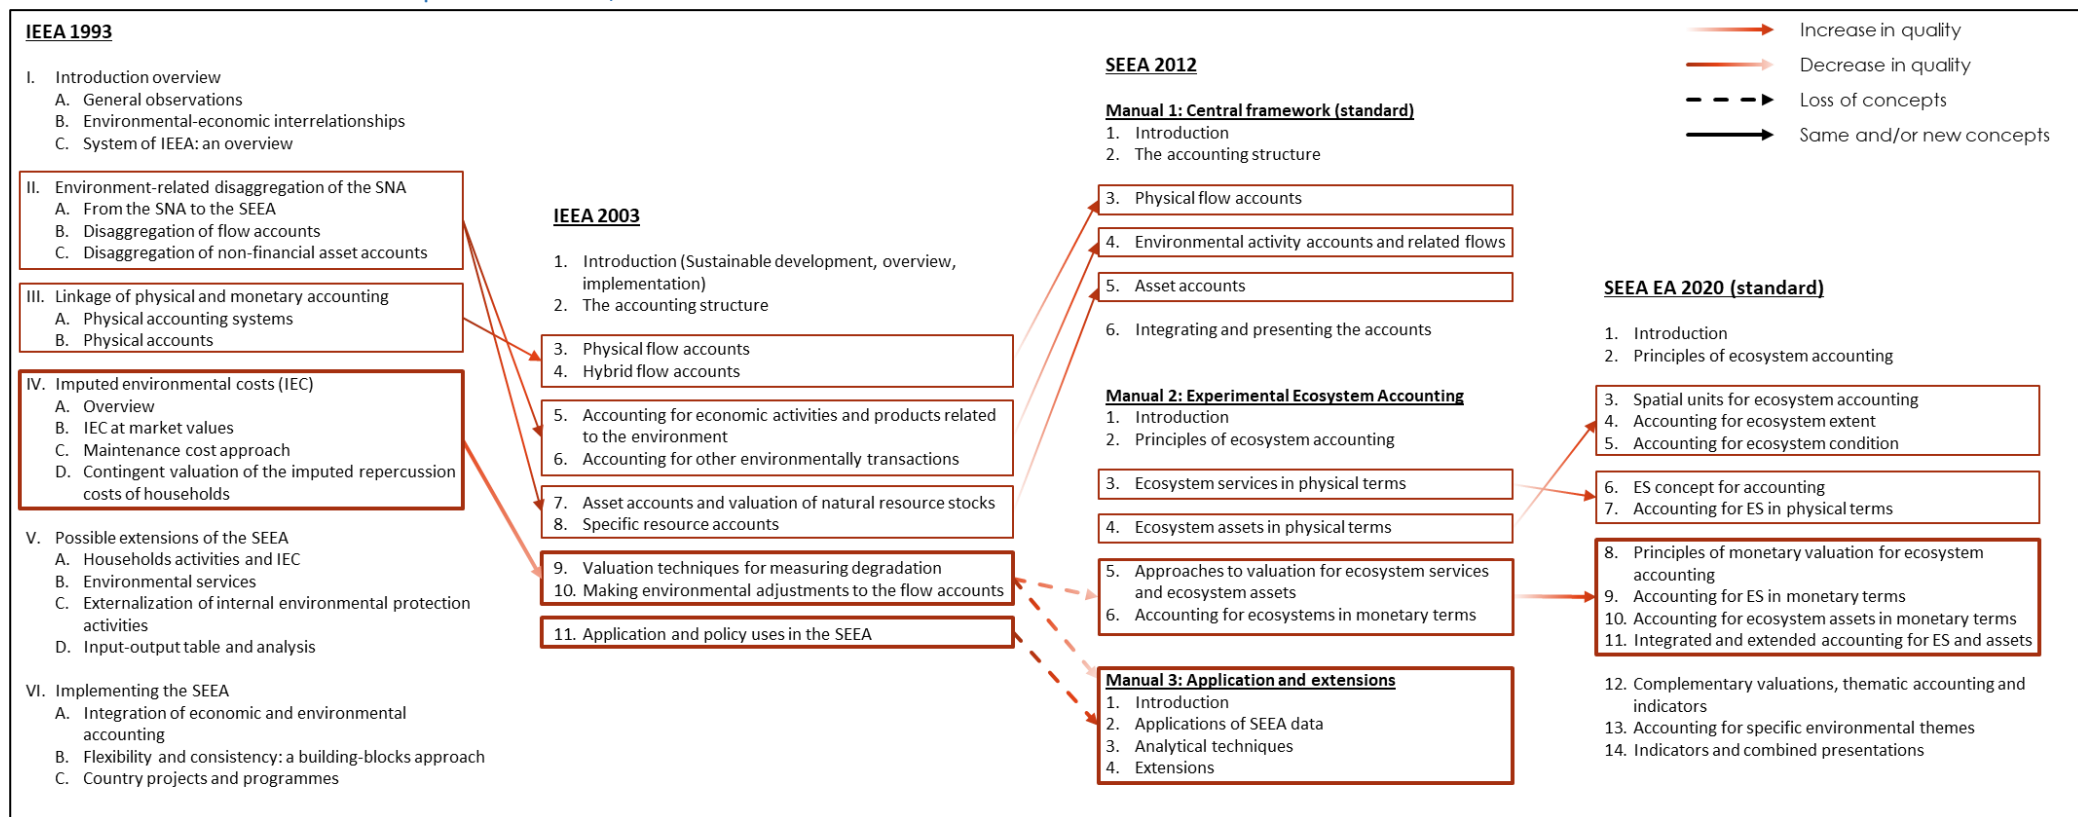 IEEA 1993
I. Introduction overview
A. General observations
B. Environmental-economic interrelationships
C. System of IEEA: an overview
II. Environment-related disaggregation of the SNA
A. From the SNA to the SEEA
B. Disaggregation of flow accounts
C. Disaggregation of non-financial asset accounts
III. Linkage of physical and monetary accounting
A. Physical accounting systems
B. Physical accounts
IV. Imputed environmental costs (IEC)
A. Overview
B. IEC at market values
C. Maintenance cost approach
D. Contingent valuation of the imputed repercussion
costs of households
V. Possible extensions of the SEEA
A. Households activities and IEC
B. Environmental services
C. Externalization of internal environmental protection
activities
D. Input-output table and analysis
VI. Implementing the SEEA
A. Integration of economic and environmental
accounting
B. Flexibility and consistency: a building-blocks approach
C. Country projects and programmes
IEEA 2003
1. Introduction (Sustainable development, overview,
implementation)
2. The accounting structure
3. Physical flow accounts
4. Hybrid flow accounts
5. Accounting for economic activities and products related
to the environment
6. Accounting for other environmentally transactions
7. Asset accounts and valuation of natural resource stocks
8. Specific resource accounts
9. Valuation techniques for measuring degradation
10. Making environmental adjustments to the flow accounts
11. Application and policy uses in the SEEA
SEEA 2012
Manual 1: Central framework (standard)
1. Introduction
2. The accounting structure
3. Physical flow accounts
4. Environmental activity accounts and related flows
5. Asset accounts
6. Integrating and presenting the accounts
Manual 2: Experimental Ecosystem Accounting
1. Introduction
2. Principles of ecosystem accounting
3. Ecosystem services in physical terms
4. Ecosystem assets in physical terms
5. Approaches to valuation for ecosystem services
and ecosystem assets
6. Accounting for ecosystems in monetary terms
Manual 3: Application and extensions
1. Introduction
2. Applications of SEEA data
3. Analytical techniques
4. Extensions
Increase in quality
Decrease in quality
Loss of concepts
Same and/or new concepts
SEEA EA 2020 (standard)
1. Introduction
2. Principles of ecosystem accounting
3. Spatial units for ecosystem accounting
4. Accounting for ecosystem extent
5. Accounting for ecosystem condition
6. ES concept for accounting
7. Accounting for ES in physical terms
8. Principles of monetary valuation for ecosystem
accounting
9. Accounting for ES in monetary terms
10. Accounting for ecosystem assets in monetary terms
11. Integrated and extended accounting for ES and assets
12. Complementary valuations, thematic accounting and
indicators
13. Accounting for specific environmental themes
14. Indicators and combined presentations